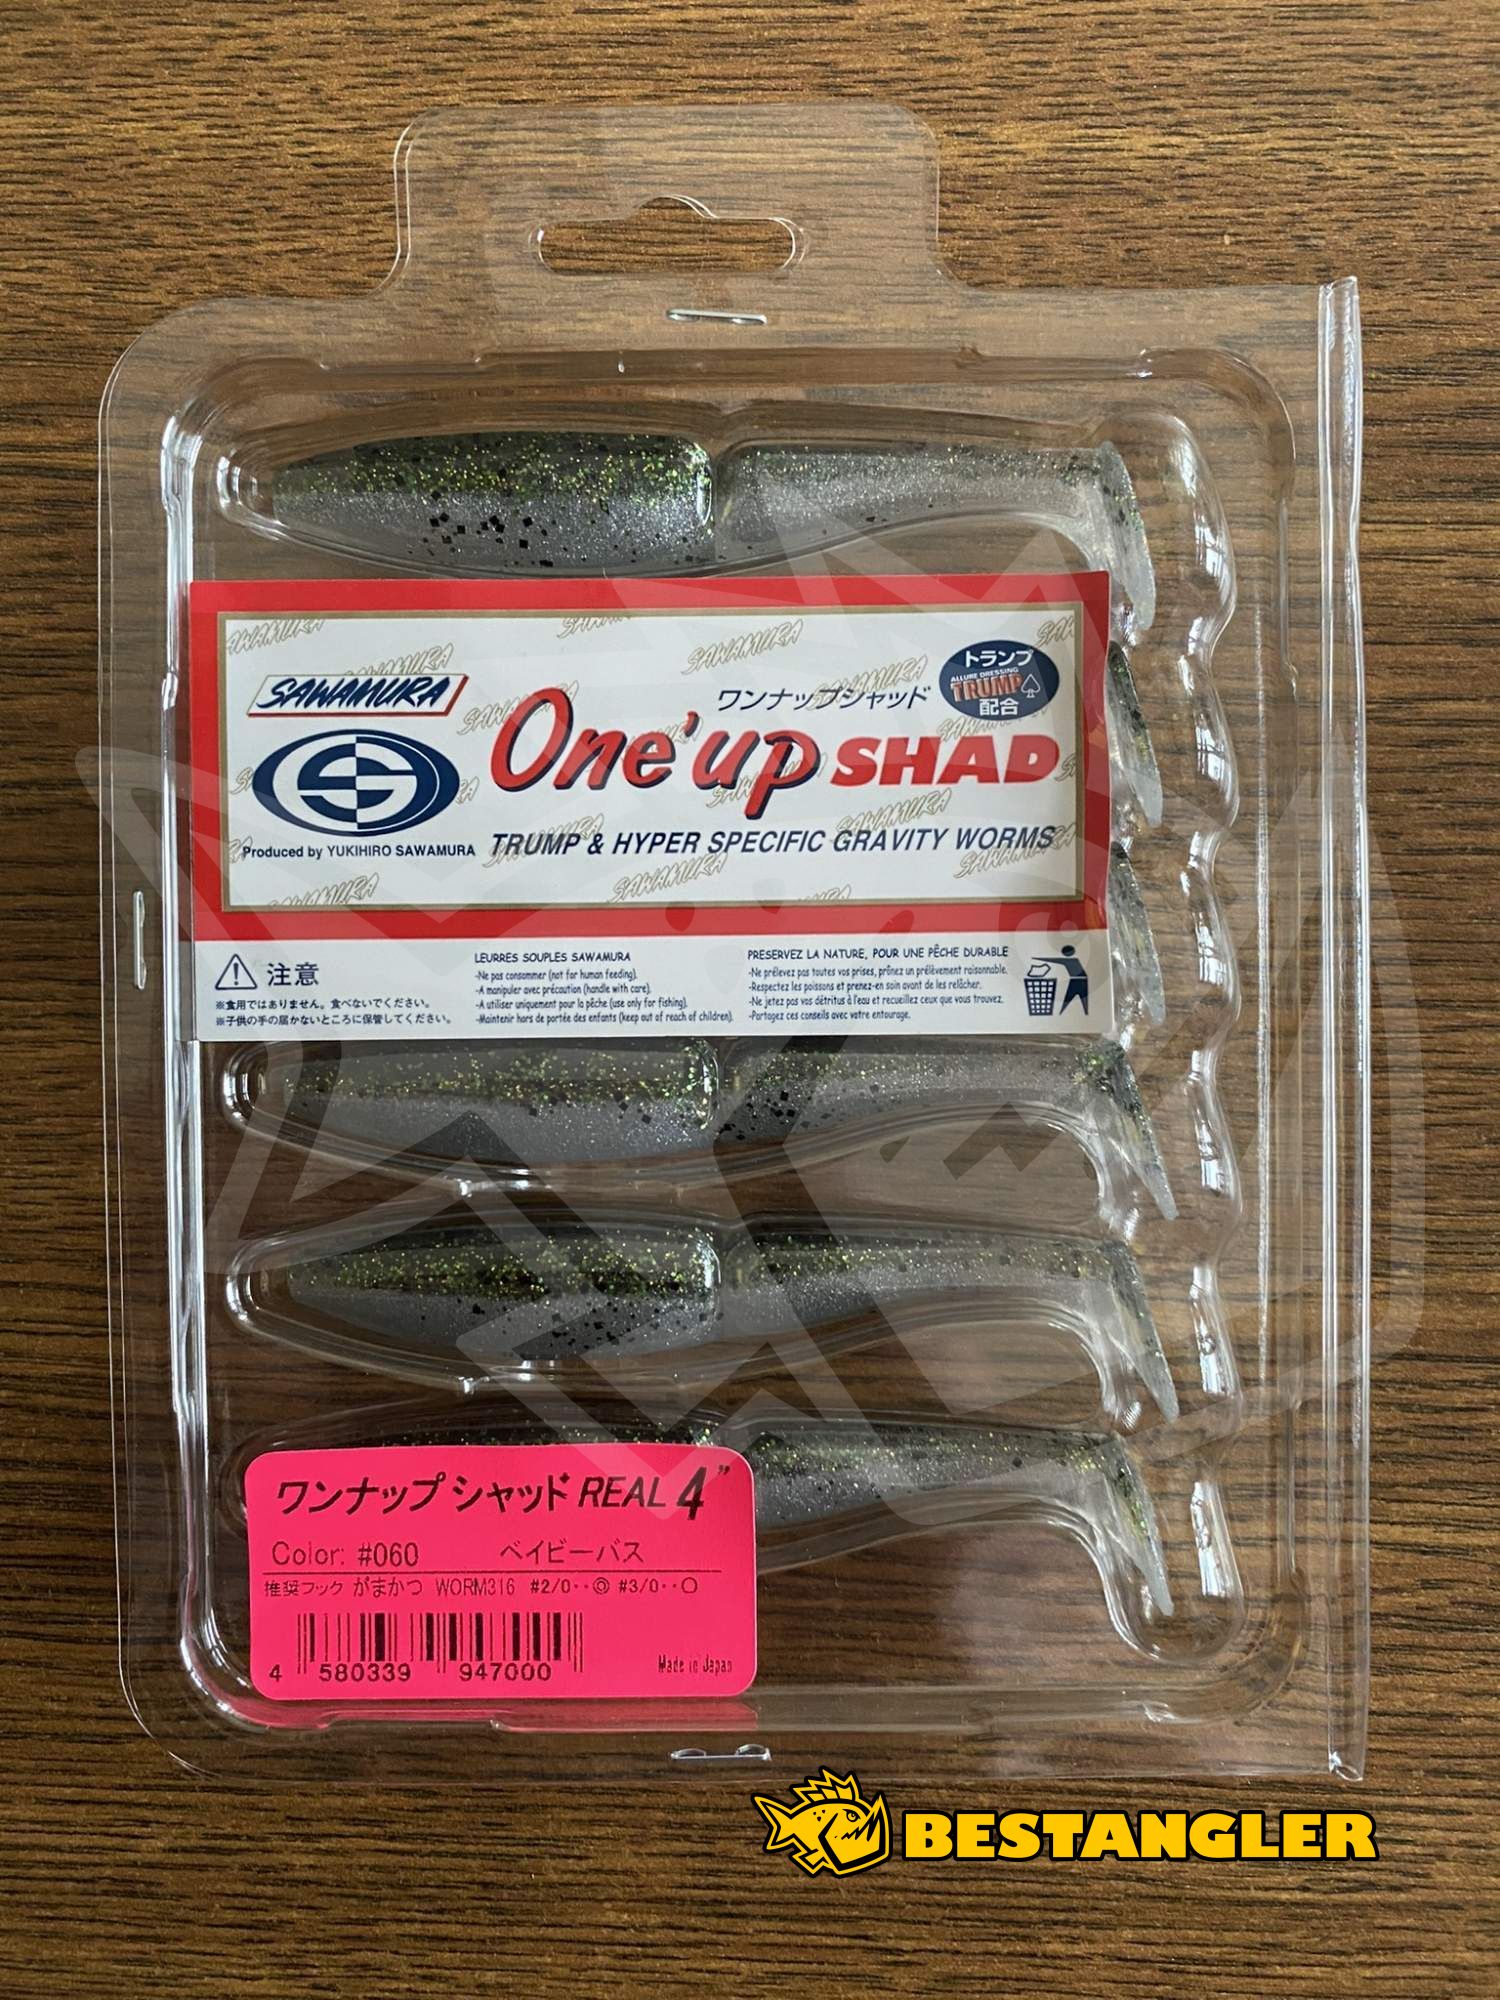 SAWAMURA
ワンナップシャッド
トランプ
ALLURE DRESSING
TRUMP
配合
One'up SHAD
Produced by YUKIHIRO SAWAMURA
TRUMP & HYPER SPECIFIC GRAVITY WORMS
注意
※食用ではありません。食べないでください。
※子供の手の届かないところに保管してください。
LEURRES SOUPLES SAWAMURA
-Ne pas consommer (not for human feeding).
-A manipuler avec précaution (handle with care).
-A utiliser uniquement pour la pêche (use only for fishing).
-Maintenir hors de portée des enfants (keep out of reach of children).
PRESERVEZ LA NATURE, POUR UNE PÊCHE DURABLE
-Ne prélevez pas toutes vos prises, prônez un prélèvement raisonnable.
-Respectez les poissons et prenez-en soin avant de les relâcher.
-Ne jetez pas vos détritus à l'eau et recueillez ceux que vous trouvez.
-Partagez ces conseils avec votre entourage.
ワンナップシャッド REAL 4"
Color: #060 ベイビーバス
推奨フック がまかつ WORM316 #2/0‥◎ #3/0‥○
4 580339 947000
Made in Japan
BESTANGLER